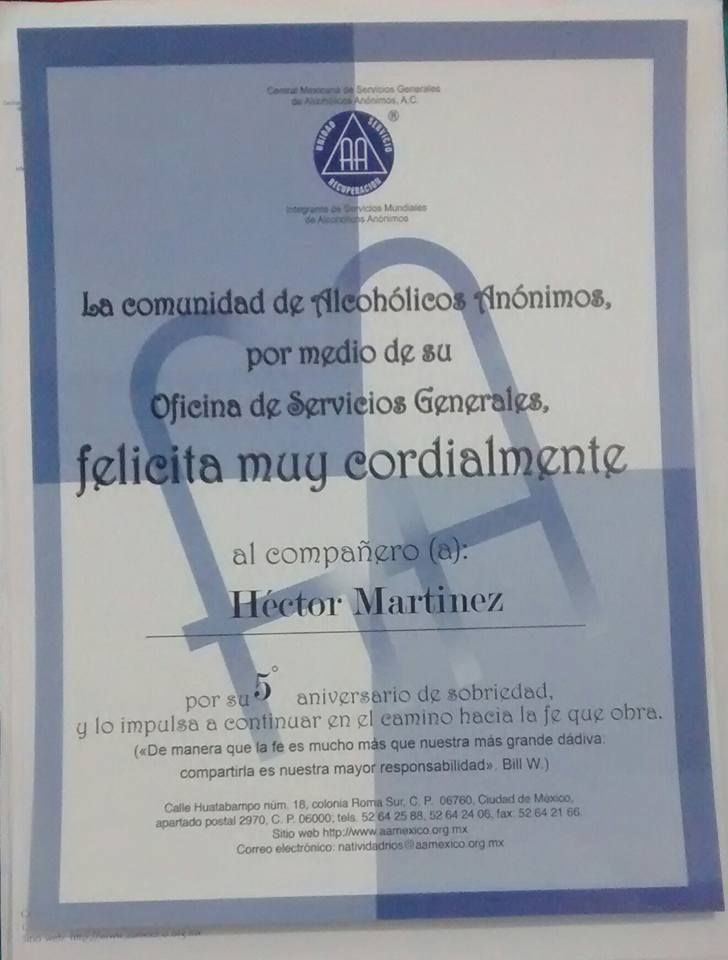 Central Mexicana de Servicios Generales
de Alcohólicos Anónimos, A.C.
®
UNIDAD SERVICIO
AA
RECUPERACION
Integrante de Servicios Mundiales
de Alcohólicos Anónimos
La comunidad de Alcohólicos Anónimos,
por medio de su
Oficina de Servicios Generales,
felicita muy cordialmente
al compañero (a):
Héctor Martinez
por su 5° aniversario de sobriedad,
y lo impulsa a continuar en el camino hacia la fe que obra.
(«De manera que la fe es mucho más que nuestra más grande dádiva:
compartirla es nuestra mayor responsabilidad». Bill W.)
Calle Huatabampo núm. 18, colonia Roma Sur, C. P. 06760, Ciudad de México,
apartado postal 2970, C. P. 06000; tels. 52 64 25 88, 52 64 24 06, fax: 52 64 21 66
Sitio web http://www.aamexico.org.mx
Correo electrónico: natividadrios@aamexico.org.mx